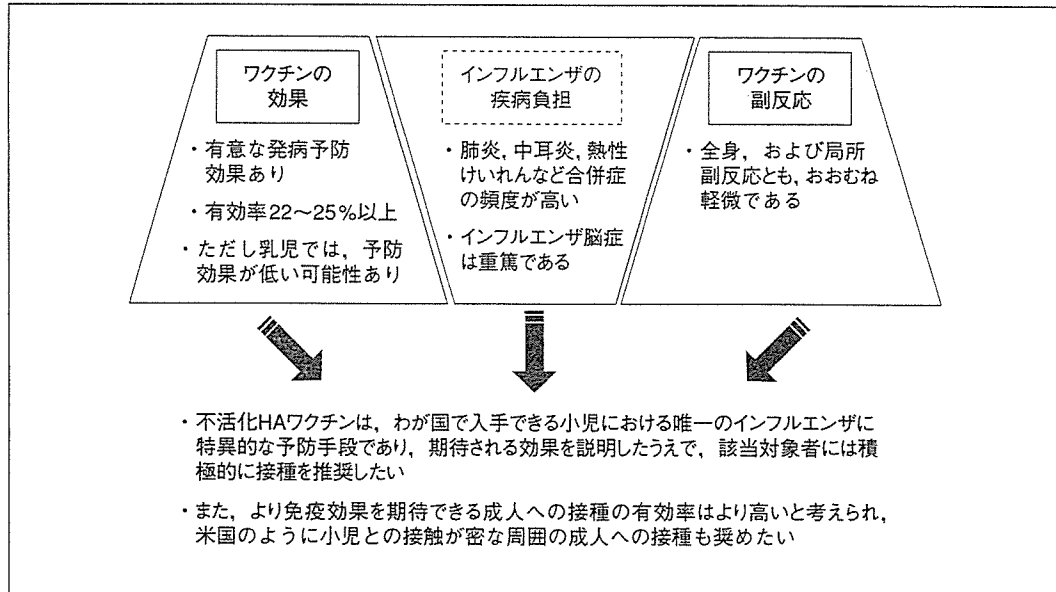 ワクチンの
効果
・有意な発病予防
効果あり
・有効率22〜25%以上
・ただし乳児では，予防
効果が低い可能性あり
インフルエンザの
疾病負担
・肺炎，中耳炎，熱性
けいれんなど合併症
の頻度が高い
・インフルエンザ脳症
は重篤である
ワクチンの
副反応
・全身，および局所
副反応とも，おおむね
軽微である
・不活化HAワクチンは，わが国で入手できる小児における唯一のインフルエンザに
特異的な予防手段であり，期待される効果を説明したうえで，該当対象者には積
極的に接種を推奨したい
・また，より免疫効果を期待できる成人への接種の有効率はより高いと考えられ，
米国のように小児との接触が密な周囲の成人への接種も奨めたい